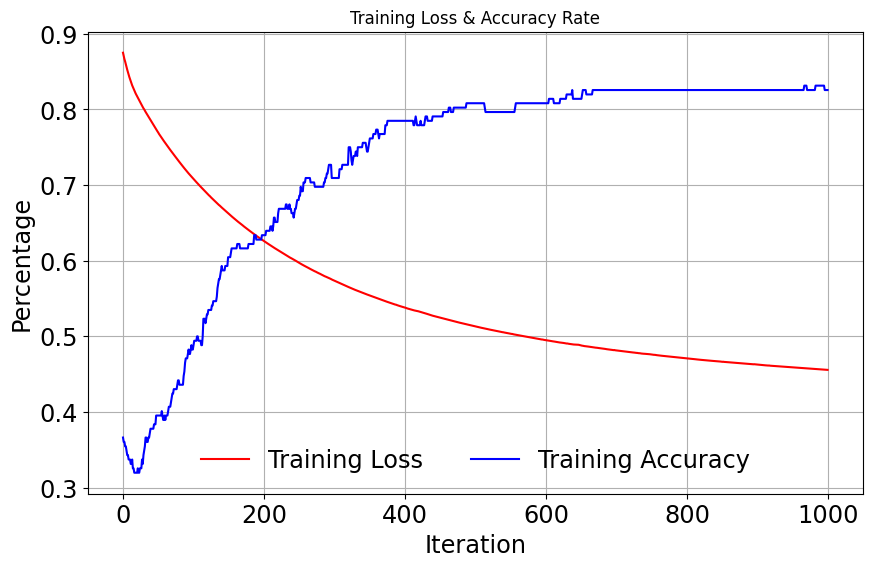 Training Loss & Accuracy Rate
0.9
0.8
0.7
0.6
0.5
0.4
0.3
Percentage
Training Loss
Training Accuracy
0 200 400 600 800 1000
Iteration